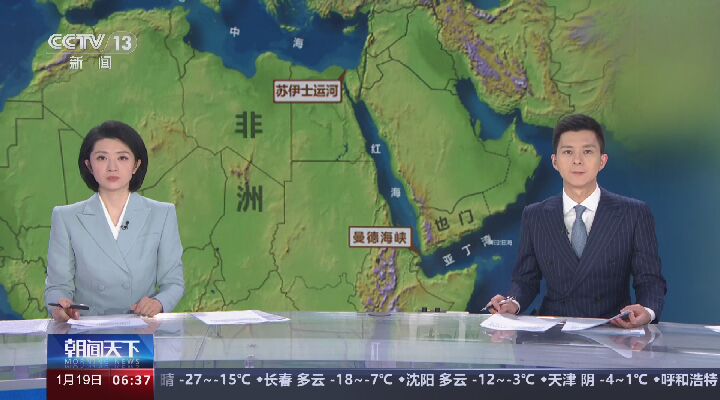 CCTV 13
新闻
中海
苏伊士运河
非洲
红海
也门
曼德海峡
亚丁湾
朝闻天下
MORNING NEWS
1月19日 06:37 晴 -27~-15℃ •长春 多云 -18~-7℃ •沈阳 多云 -12~-3℃ •天津 阴 -4~1℃ •呼和浩特